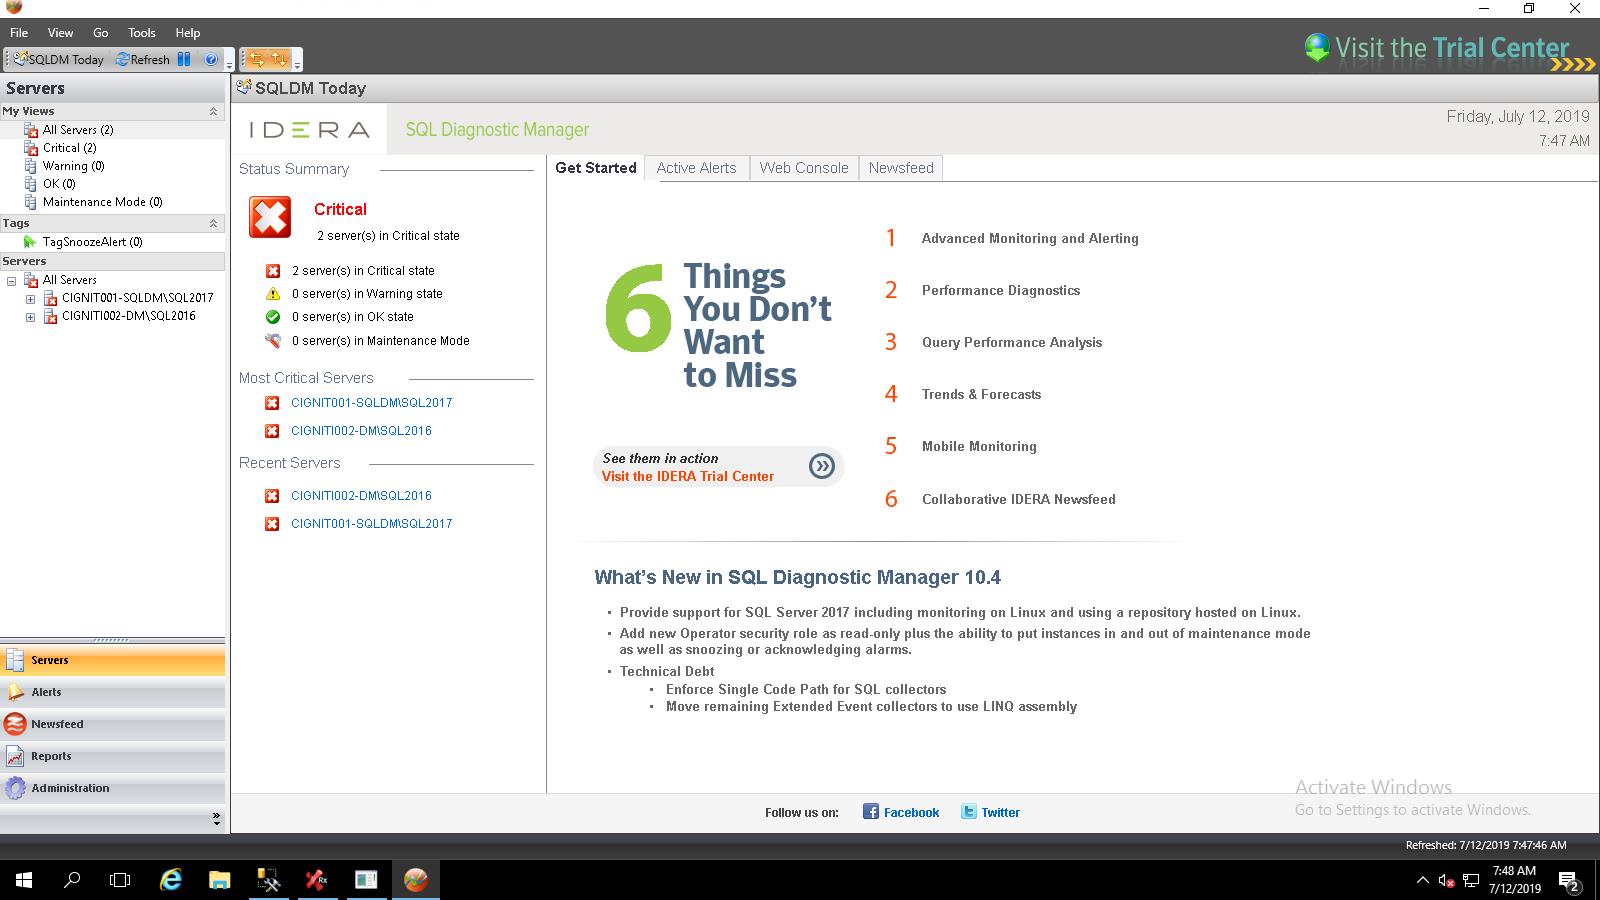 File View Go Tools Help
Visit the Trial Center
SQLDM Today Refresh
Servers
My Views
All Servers (2)
Critical (2)
Warning (0)
OK (0)
Maintenance Mode (0)
Tags
TagSnoozeAlert (0)
Servers
All Servers
CIGNIT001-SQLDM\SQL2017
CIGNITI002-DM\SQL2016
Servers
Alerts
Newsfeed
Reports
Administration
SQLDM Today
IDERA SQL Diagnostic Manager
Friday, July 12, 2019
7:47 AM
Status Summary
Critical
2 server(s) in Critical state
2 server(s) in Critical state
0 server(s) in Warning state
0 server(s) in OK state
0 server(s) in Maintenance Mode
Most Critical Servers
CIGNIT001-SQLDM\SQL2017
CIGNITI002-DM\SQL2016
Recent Servers
CIGNITI002-DM\SQL2016
CIGNIT001-SQLDM\SQL2017
Get Started Active Alerts Web Console Newsfeed
6 Things
You Don't
Want
to Miss
See them in action
Visit the IDERA Trial Center
1 Advanced Monitoring and Alerting
2 Performance Diagnostics
3 Query Performance Analysis
4 Trends & Forecasts
5 Mobile Monitoring
6 Collaborative IDERA Newsfeed
What's New in SQL Diagnostic Manager 10.4
• Provide support for SQL Server 2017 including monitoring on Linux and using a repository hosted on Linux.
• Add new Operator security role as read-only plus the ability to put instances in and out of maintenance mode
as well as snoozing or acknowledging alarms.
• Technical Debt
• Enforce Single Code Path for SQL collectors
• Move remaining Extended Event collectors to use LINQ assembly
Activate Windows
Go to Settings to activate Windows.
Follow us on: Facebook Twitter
Refreshed: 7/12/2019 7:47:46 AM
7:48 AM
7/12/2019
2